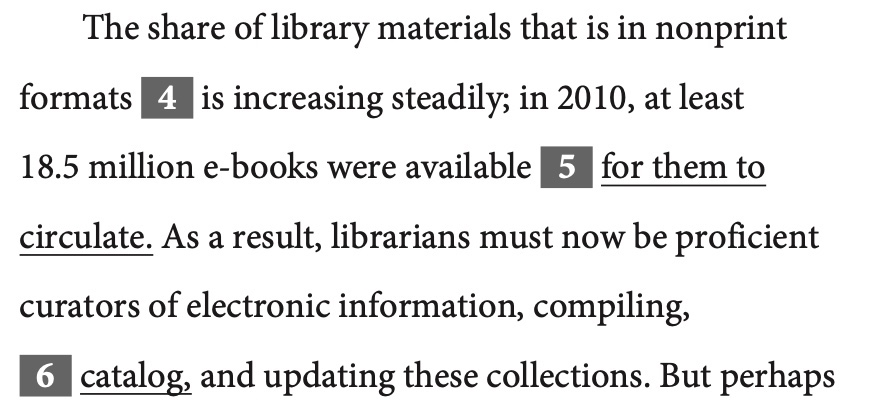 The share of library materials that is in nonprint
formats 4 is increasing steadily; in 2010, at least
18.5 million e-books were available 5 for them to
circulate. As a result, librarians must now be proficient
curators of electronic information, compiling,
6 catalog, and updating these collections. But perhaps